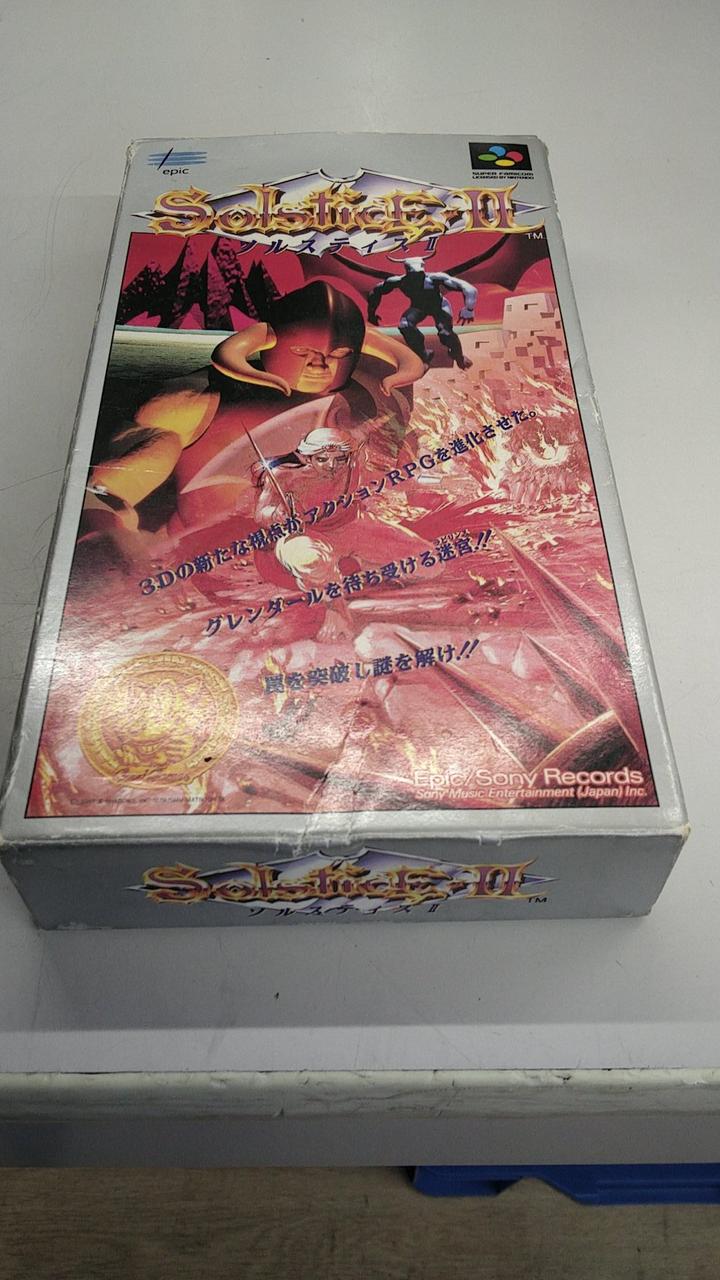 epic
SUPER FAMICOM
LICENSED BY NINTENDO
SolsticE・II
TM
ソルスティスⅡ
3Dの新たな視点がアクションRPGを進化させた。
グレンダールを待ち受ける迷宮!!
罠を突破し謎を解け!!
Epic/Sony Records
Sony Music Entertainment (Japan) Inc.
SolsticE・II
TM
ソルスティスⅡ